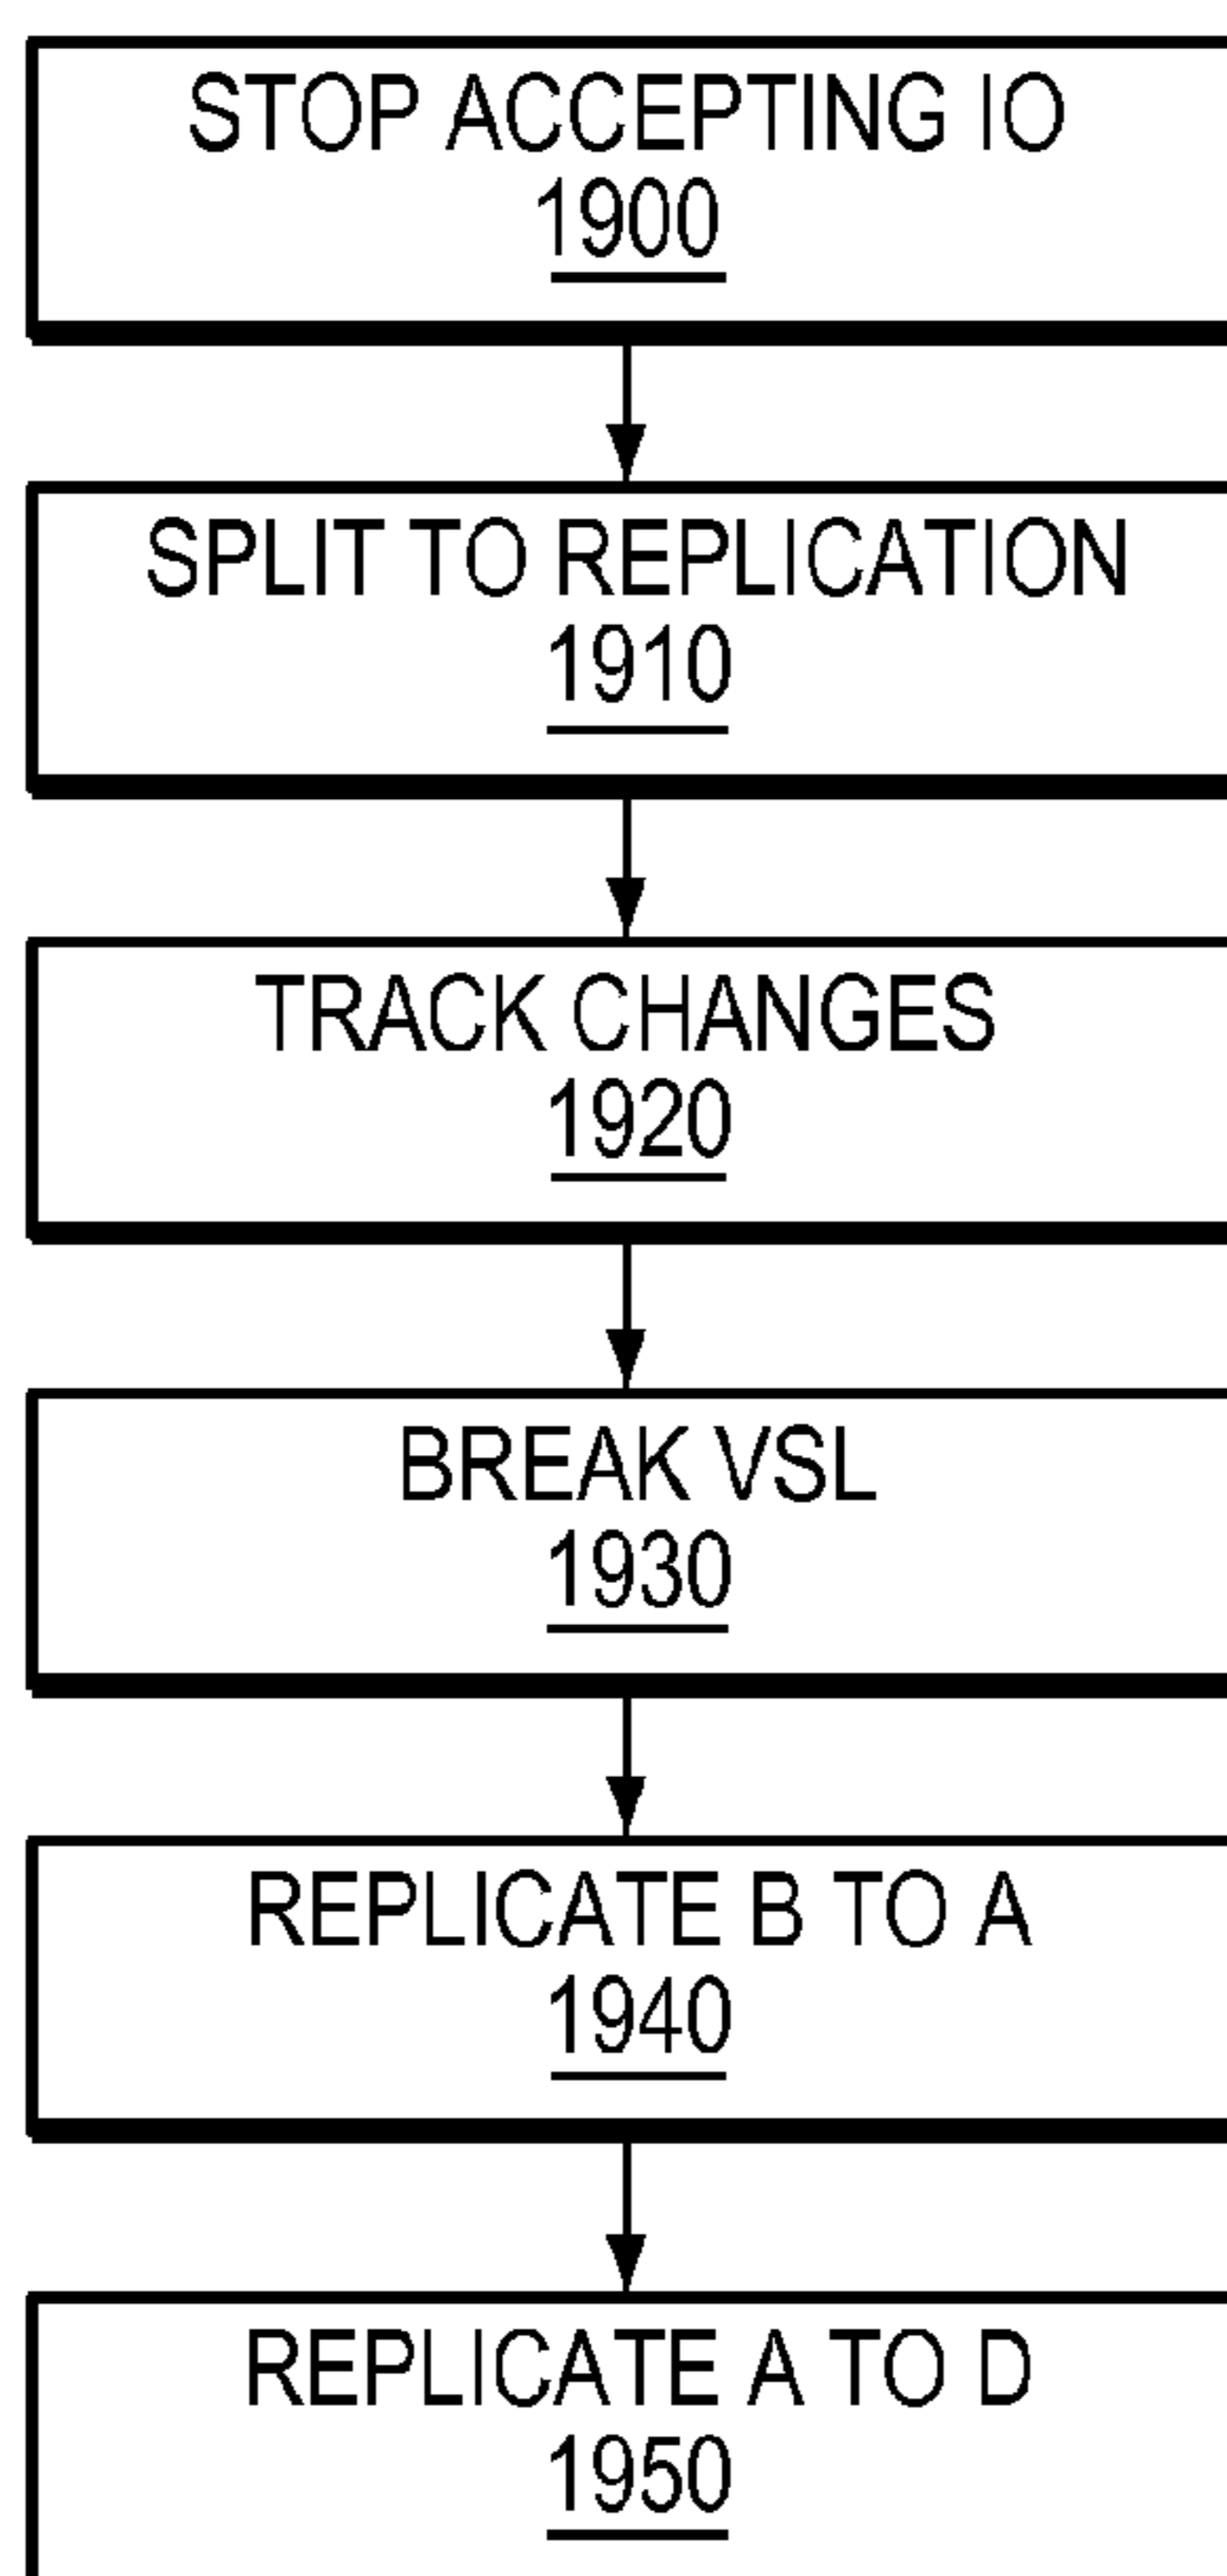 STOP ACCEPTING IO
1900
SPLIT TO REPLICATION
1910
TRACK CHANGES
1920
BREAK VSL
1930
REPLICATE B TO A
1940
REPLICATE A TO D
1950